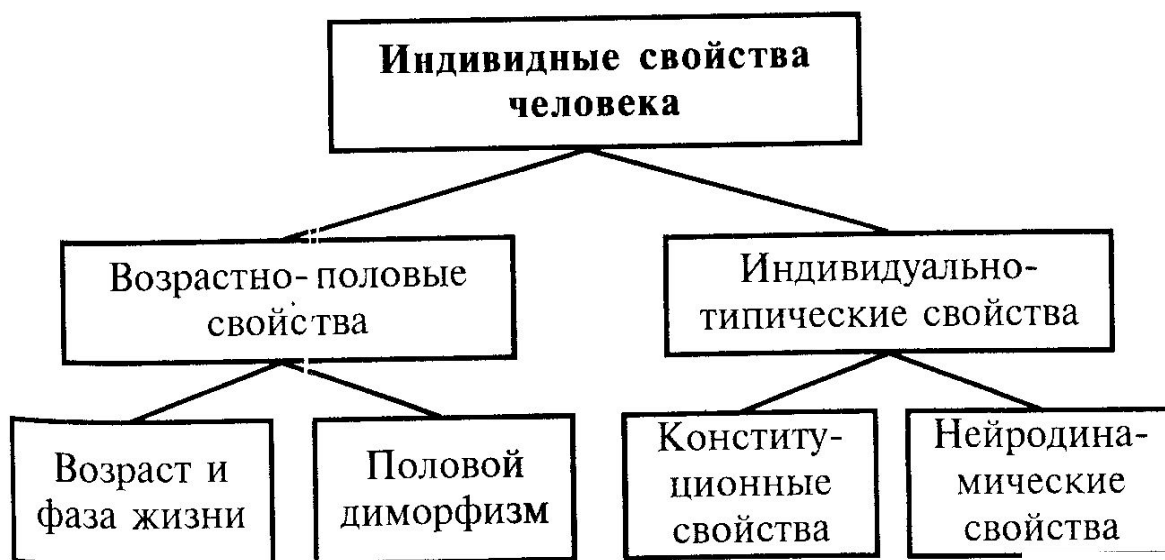 Индивидные свойства
человека
Возрастно-половые
свойства
Индивидуально-
типические свойства
Возраст и
фаза жизни
Половой
диморфизм
Конститу-
ционные
свойства
Нейродина-
мические
свойства